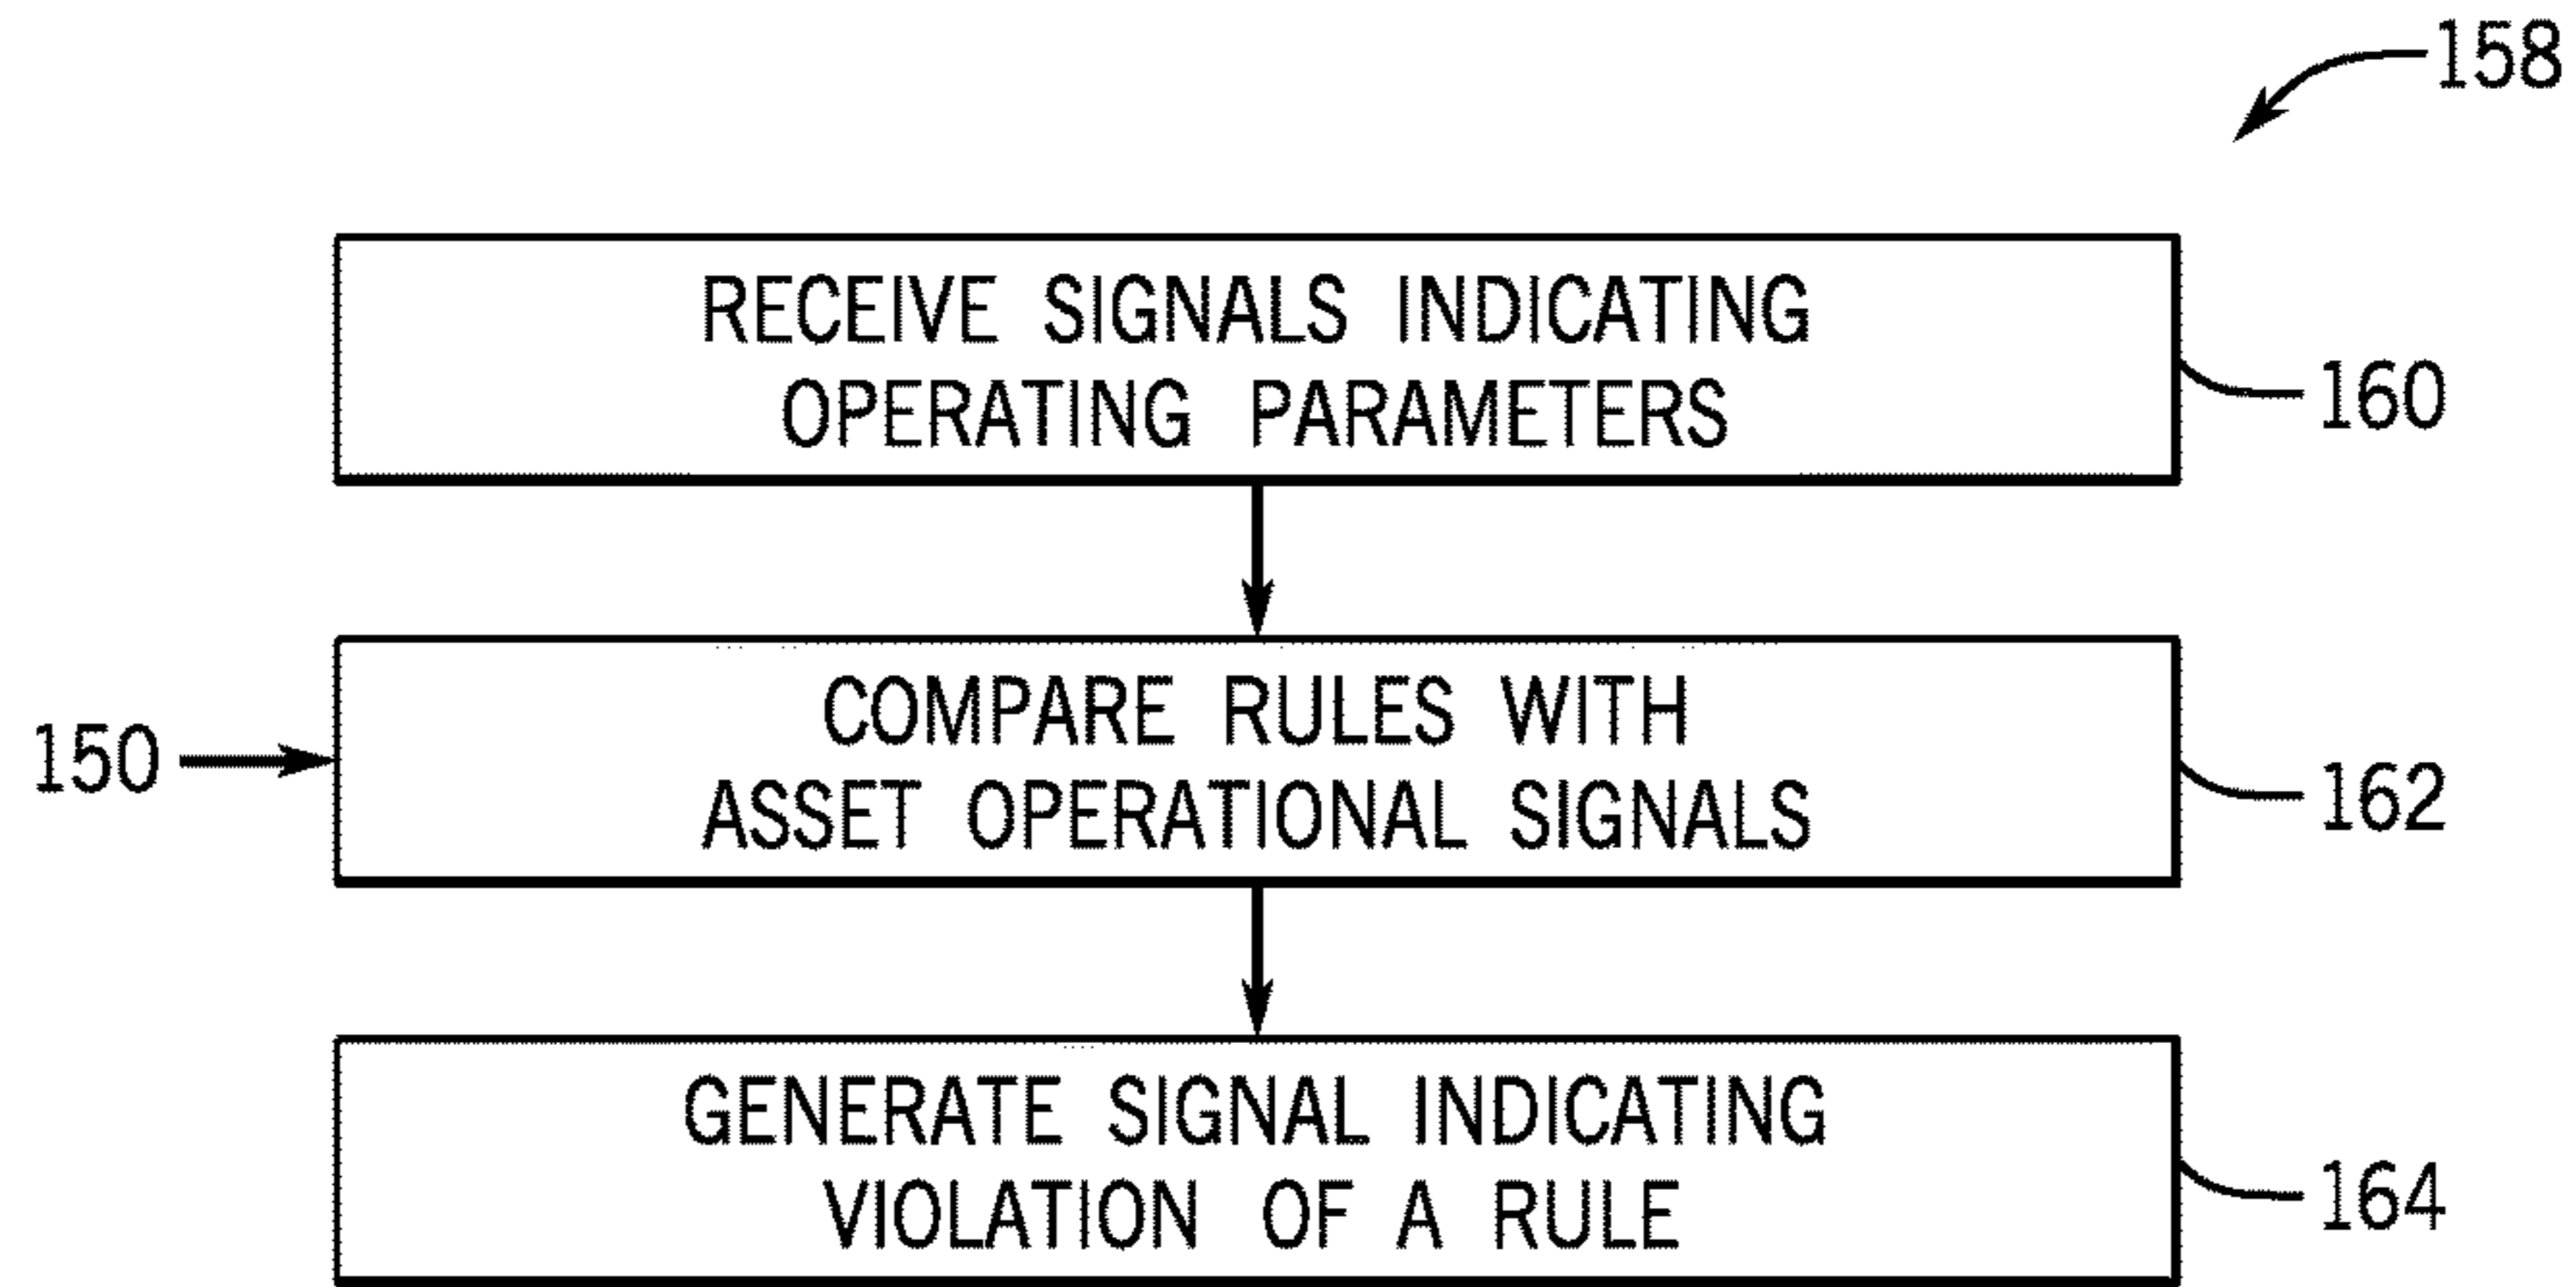 158
RECEIVE SIGNALS INDICATING
OPERATING PARAMETERS
160
COMPARE RULES WITH
ASSET OPERATIONAL SIGNALS
150
162
GENERATE SIGNAL INDICATING
VIOLATION OF A RULE
164